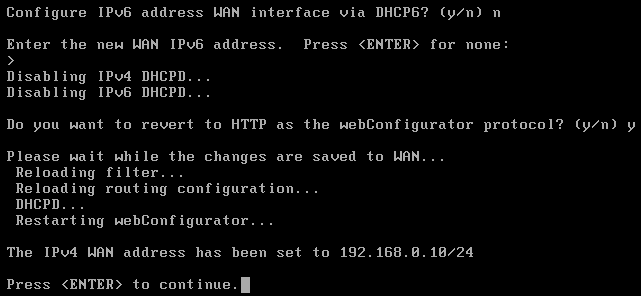 Configure IPv6 address WAN interface via DHCP6? (y/n) n
Enter the new WAN IPv6 address.  Press <ENTER> for none:
>
Disabling IPv4 DHCPD...
Disabling IPv6 DHCPD...
Do you want to revert to HTTP as the webConfigurator protocol? (y/n) y
Please wait while the changes are saved to WAN...
 Reloading filter...
 Reloading routing configuration...
 DHCPD...
 Restarting webConfigurator...
The IPv4 WAN address has been set to 192.168.0.10/24
Press <ENTER> to continue.